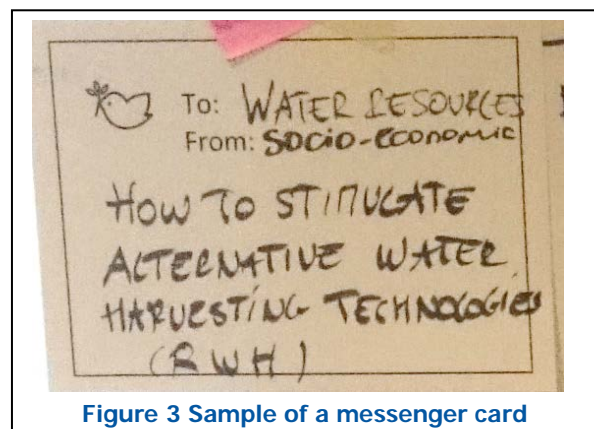 To: WATER RESOURCES
From: SOCIO-ECONOMIC
HOW TO STIMULATE
ALTERNATIVE WATER
HARVESTING TECHNOLOGIES
(RWH)
Figure 3 Sample of a messenger card